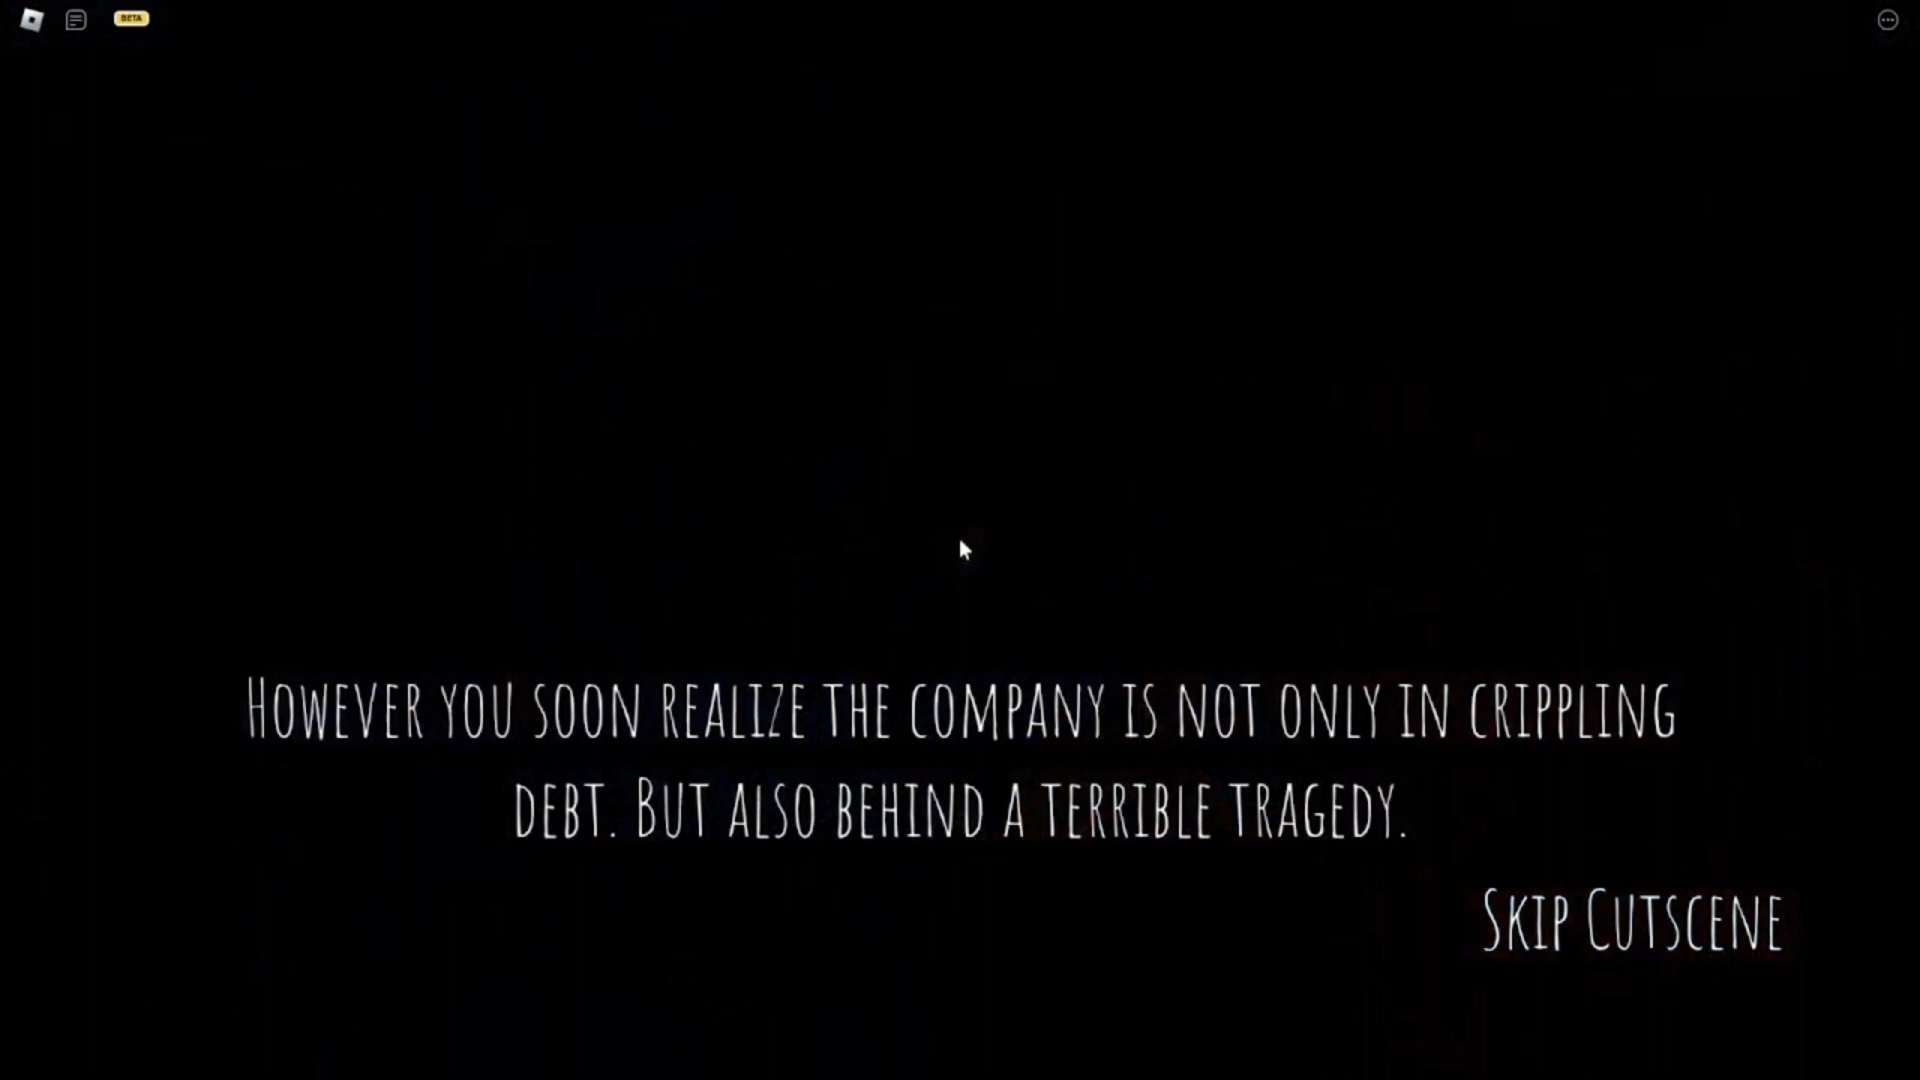 BETA
HOWEVER YOU SOON REALIZE THE COMPANY IS NOT ONLY IN CRIPPLING
DEBT. BUT ALSO BEHIND A TERRIBLE TRAGEDY.
SKIP CUTSCENE